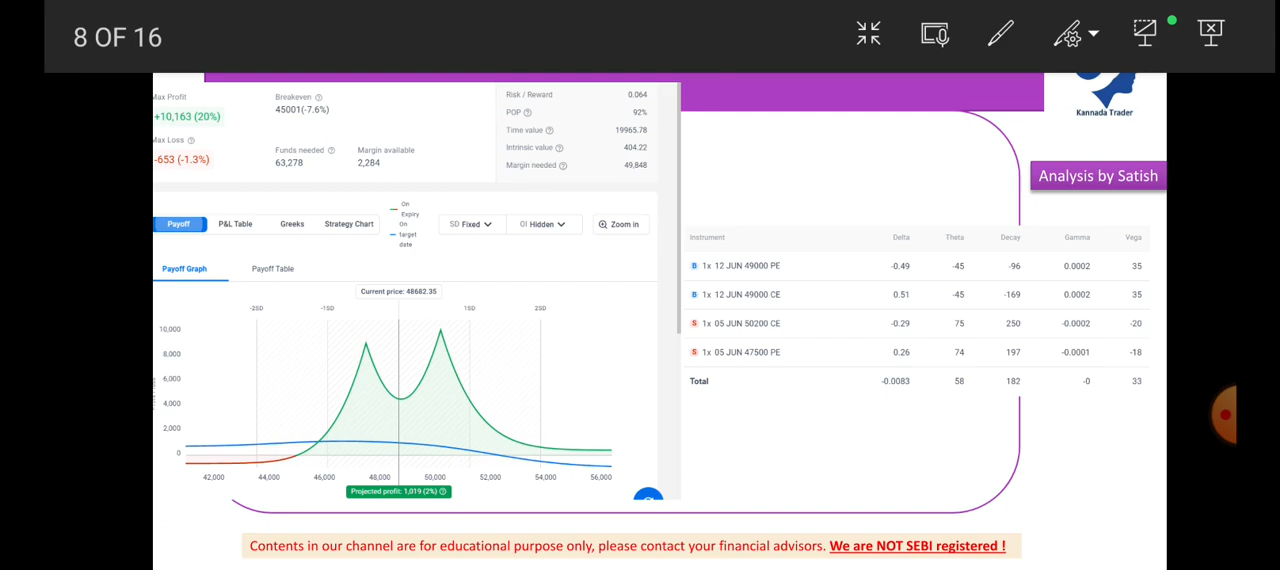 8 OF 16
Kannada Trader
Analysis by Satish
Max Profit
+10,163 (20%)
Breakeven
45001(-7.6%)
Max Loss
-653 (-1.3%)
Funds needed
63,278
Margin available
2,284
Risk / Reward 0.064
POP 92%
Time value 19965.78
Intrinsic value 404.22
Margin needed 49,848
Payoff P&L Table Greeks Strategy Chart
On
Expiry
On
target
date
SD Fixed
OI Hidden
Zoom in
Payoff Graph Payoff Table
Current price: 48682.35
-2SD -1SD 1SD 2SD
10,000
8,000
6,000
4,000
2,000
0
42,000 44,000 46,000 48,000 50,000 52,000 54,000 56,000
Projected profit: 1,019 (2%)
Instrument Delta Theta Decay Gamma Vega
B 1x 12 JUN 49000 PE -0.49 -45 -96 0.0002 35
B 1x 12 JUN 49000 CE 0.51 -45 -169 0.0002 35
S 1x 05 JUN 50200 CE -0.29 75 250 -0.0002 -20
S 1x 05 JUN 47500 PE 0.26 74 197 -0.0001 -18
Total -0.0083 58 182 -0 33
Contents in our channel are for educational purpose only, please contact your financial advisors. We are NOT SEBI registered !